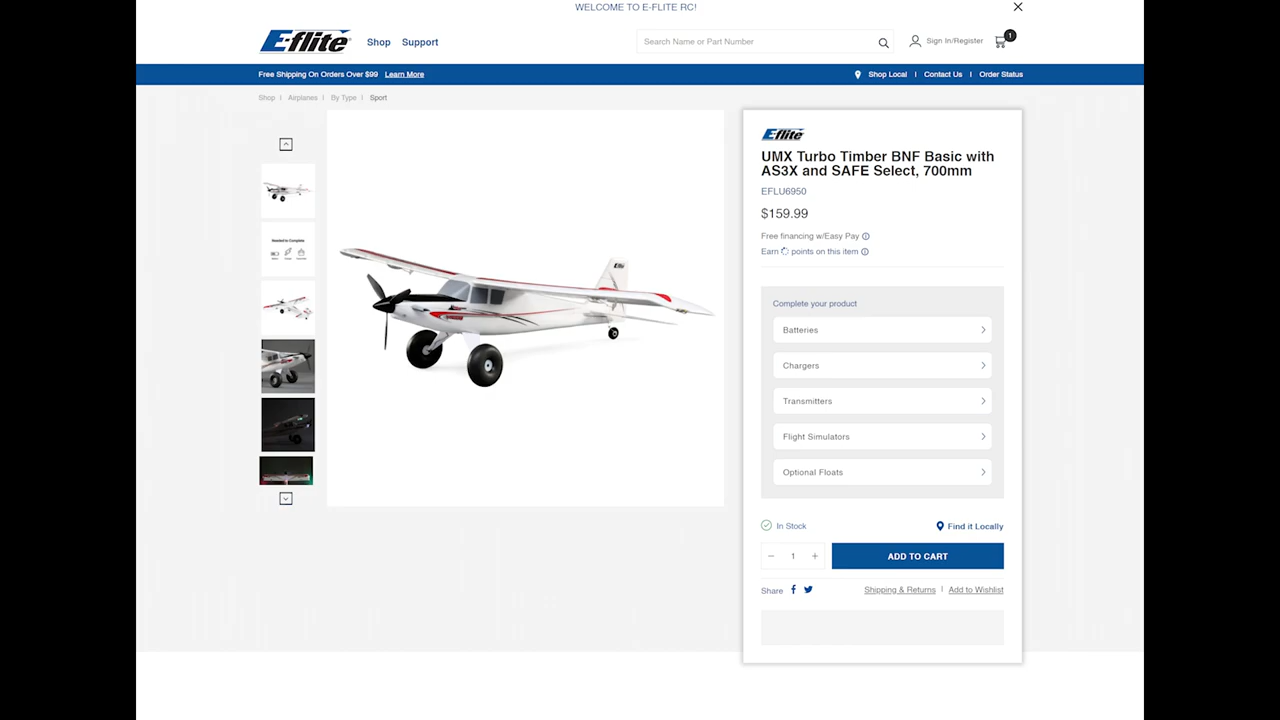 WELCOME TO E-FLITE RC!
E-flite
Shop
Support
Search Name or Part Number
Sign In/Register
1
Free Shipping On Orders Over $99 Learn More
Shop Local | Contact Us | Order Status
Shop | Airplanes | By Type | Sport
Needed to Complete
E-flite
E-flite
UMX Turbo Timber BNF Basic with
AS3X and SAFE Select, 700mm
EFLU6950
$159.99
Free financing w/Easy Pay
Earn points on this item
Complete your product
Batteries
Chargers
Transmitters
Flight Simulators
Optional Floats
In Stock
Find it Locally
− 1 +
ADD TO CART
Share
Shipping & Returns | Add to Wishlist